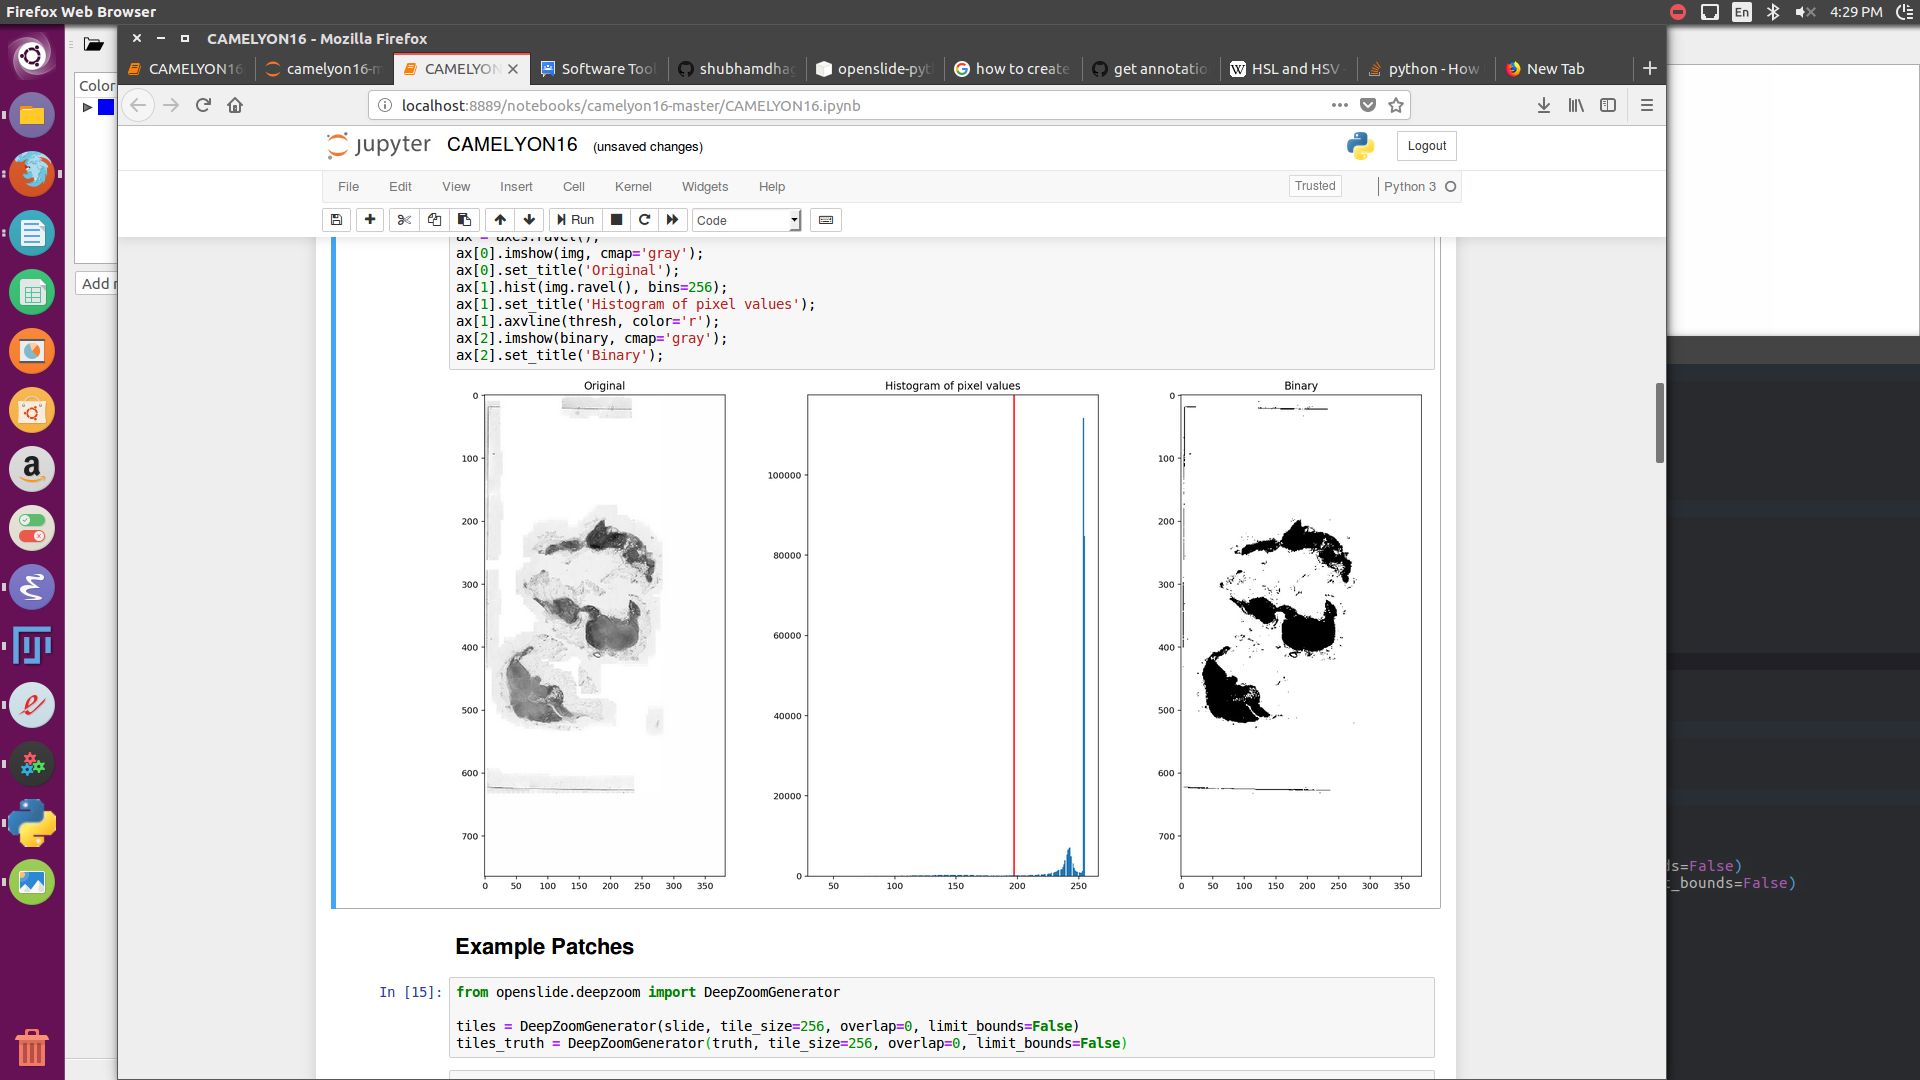 Firefox Web Browser
En
4:29 PM
CAMELYON16 - Mozilla Firefox
CAMELYON16
camelyon16-m
CAMELYON
Software Tool
shubhamdhag
openslide-pyt
how to create
get annotatio
HSL and HSV
python - How
New Tab
localhost:8889/notebooks/camelyon16-master/CAMELYON16.ipynb
Color
Add
jupyter CAMELYON16 (unsaved changes)
Logout
File Edit View Insert Cell Kernel Widgets Help
Trusted
Python 3
Run
Code
ax = axes.ravel();
ax[0].imshow(img, cmap='gray');
ax[0].set_title('Original');
ax[1].hist(img.ravel(), bins=256);
ax[1].set_title('Histogram of pixel values');
ax[1].axvline(thresh, color='r');
ax[2].imshow(binary, cmap='gray');
ax[2].set_title('Binary');
Original
0
100
200
300
400
500
600
700
0 50 100 150 200 250 300 350
Histogram of pixel values
100000
80000
60000
40000
20000
0
50 100 150 200 250
Binary
0
100
200
300
400
500
600
700
0 50 100 150 200 250 300 350
Example Patches
In [15]:
from openslide.deepzoom import DeepZoomGenerator
tiles = DeepZoomGenerator(slide, tile_size=256, overlap=0, limit_bounds=False)
tiles_truth = DeepZoomGenerator(truth, tile_size=256, overlap=0, limit_bounds=False)
s=False)
t_bounds=False)